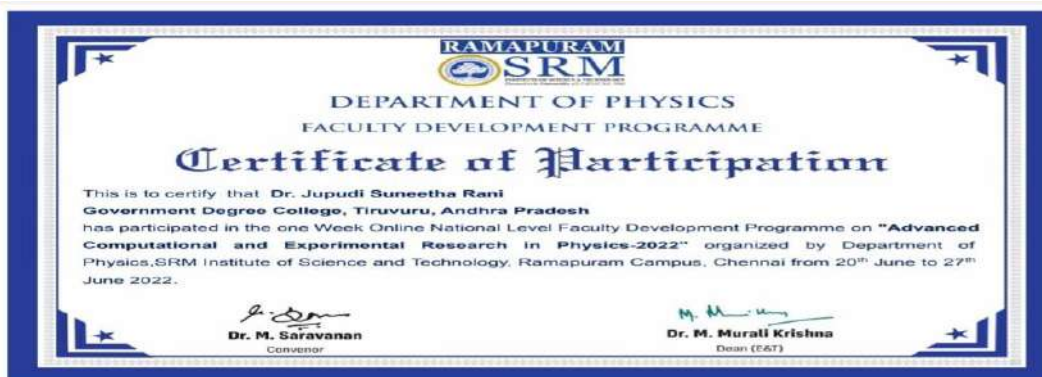 RAMAPURAM
SRM
DEPARTMENT OF PHYSICS
FACULTY DEVELOPMENT PROGRAMME
Certificate of Participation
This is to certify that Dr. Jupudi Suneetha Rani
Government Degree College, Tiruvuru, Andhra Pradesh
has participated in the one Week Online National Level Faculty Development Programme on "Advanced
Computational and Experimental Research in Physics-2022" organized by Department of
Physics,SRM Institute of Science and Technology, Ramapuram Campus, Chennai from 20th June to 27th
June 2022.
Dr. M. Saravanan
Dr. M. Murali Krishna
Convenor
Dean (E&T)